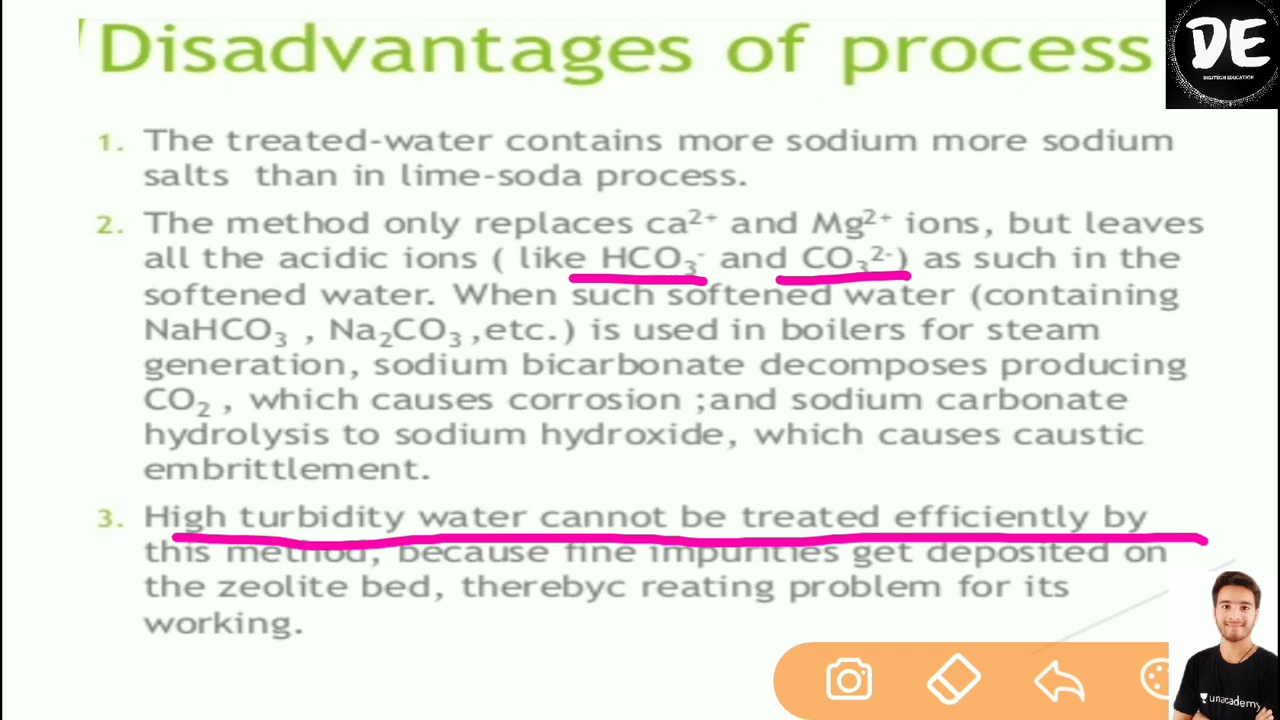 Disadvantages of process
DE
DIGITECH EDUCATION
1. The treated-water contains more sodium more sodium
salts than in lime-soda process.
2. The method only replaces ca²⁺ and Mg²⁺ ions, but leaves
all the acidic ions ( like HCO₃⁻ and CO₃²⁻) as such in the
softened water. When such softened water (containing
NaHCO₃ , Na₂CO₃ ,etc.) is used in boilers for steam
generation, sodium bicarbonate decomposes producing
CO₂ , which causes corrosion ;and sodium carbonate
hydrolysis to sodium hydroxide, which causes caustic
embrittlement.
3. High turbidity water cannot be treated efficiently by
this method, because fine impurities get deposited on
the zeolite bed, therebyc reating problem for its
working.
unacademy